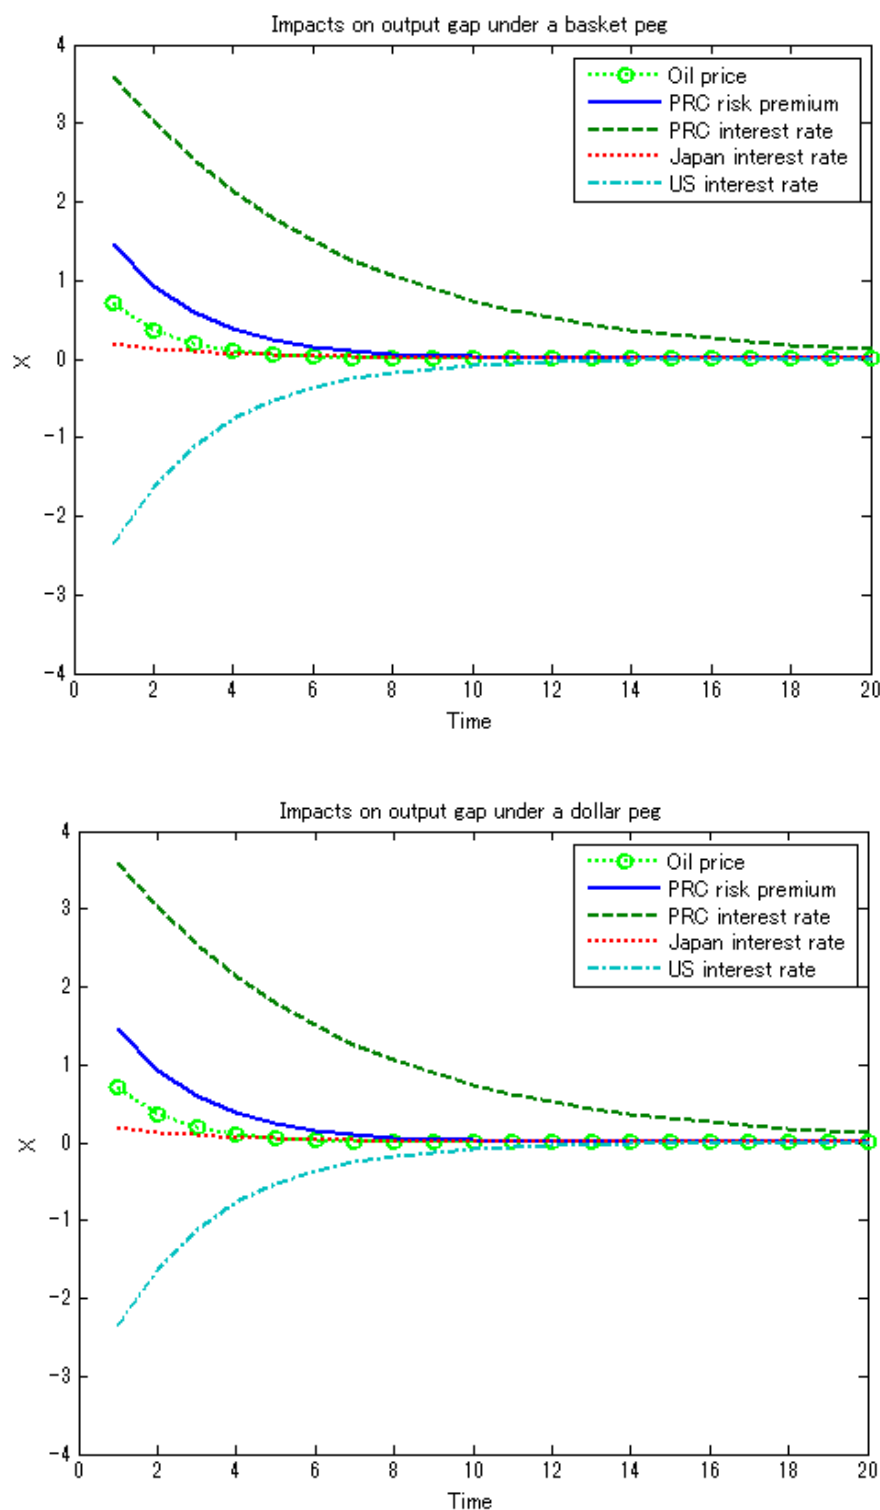 Impacts on output gap under a basket peg
4
3
2
1
0
-1
-2
-3
-4
X
Oil price
PRC risk premium
PRC interest rate
Japan interest rate
US interest rate
0 2 4 6 8 10 12 14 16 18 20
Time
Impacts on output gap under a dollar peg
4
3
2
1
0
-1
-2
-3
-4
X
Oil price
PRC risk premium
PRC interest rate
Japan interest rate
US interest rate
0 2 4 6 8 10 12 14 16 18 20
Time